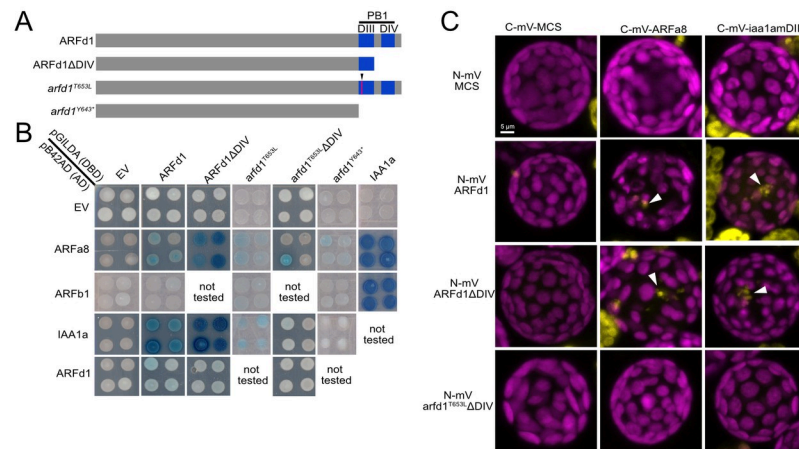 A
PB1
DIII DIV
ARFd1
ARFd1ΔDIV
arfd1T653L
arfd1Y643*
B
pGILDA (DBD)
pB42AD (AD)
EV
ARFd1
ARFd1ΔDIV
arfd1T653L
arfd1T653LΔDIV
arfd1Y643*
IAA1a
EV
ARFa8
ARFb1
not
tested
not
tested
IAA1a
not
tested
ARFd1
not
tested
not
tested
C
C-mV-MCS
C-mV-ARFa8
C-mV-iaa1amDII
N-mV
MCS
5 µm
N-mV
ARFd1
N-mV
ARFd1ΔDIV
N-mV
arfd1T653LΔDIV